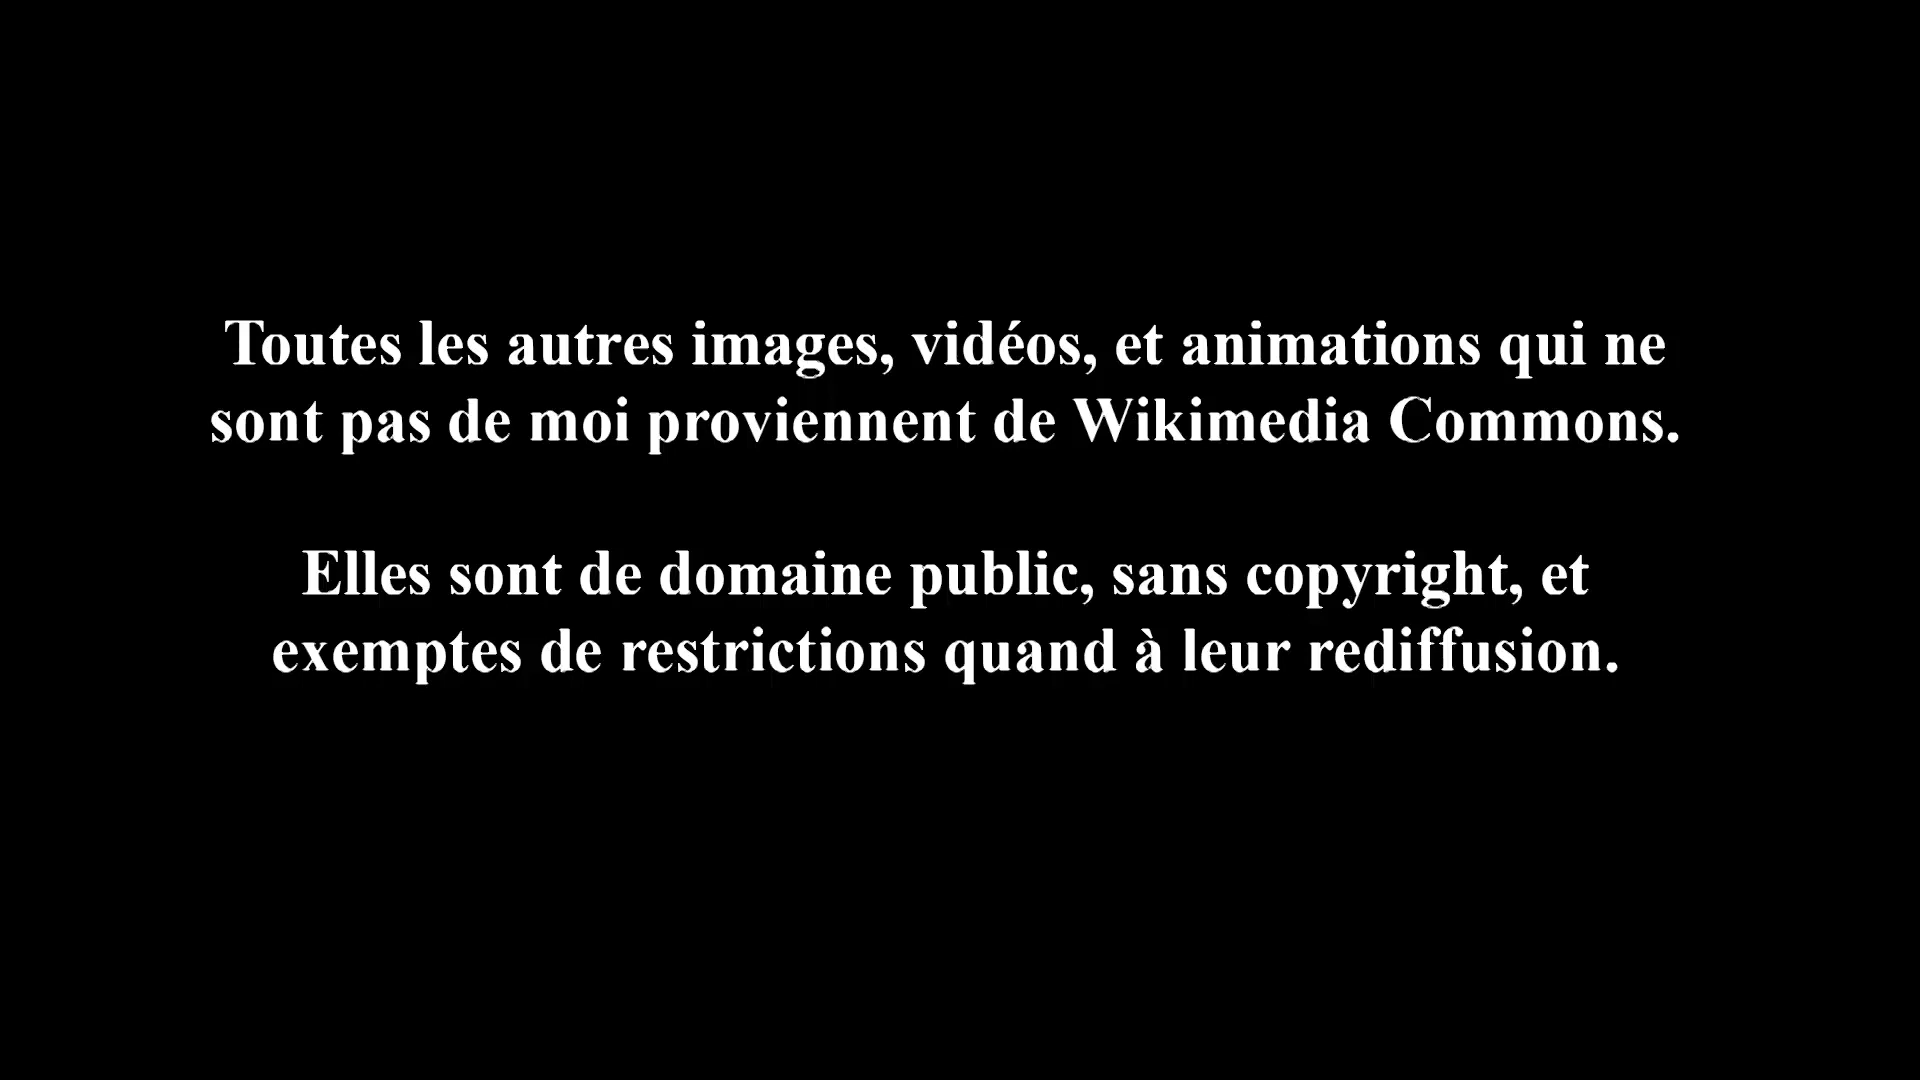 Toutes les autres images, vidéos, et animations qui ne
sont pas de moi proviennent de Wikimedia Commons.
Elles sont de domaine public, sans copyright, et
exemptes de restrictions quand à leur rediffusion.